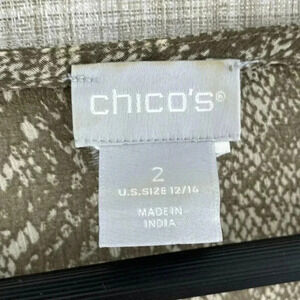 chico's®
2
U.S. SIZE 12/14
MADE IN
INDIA